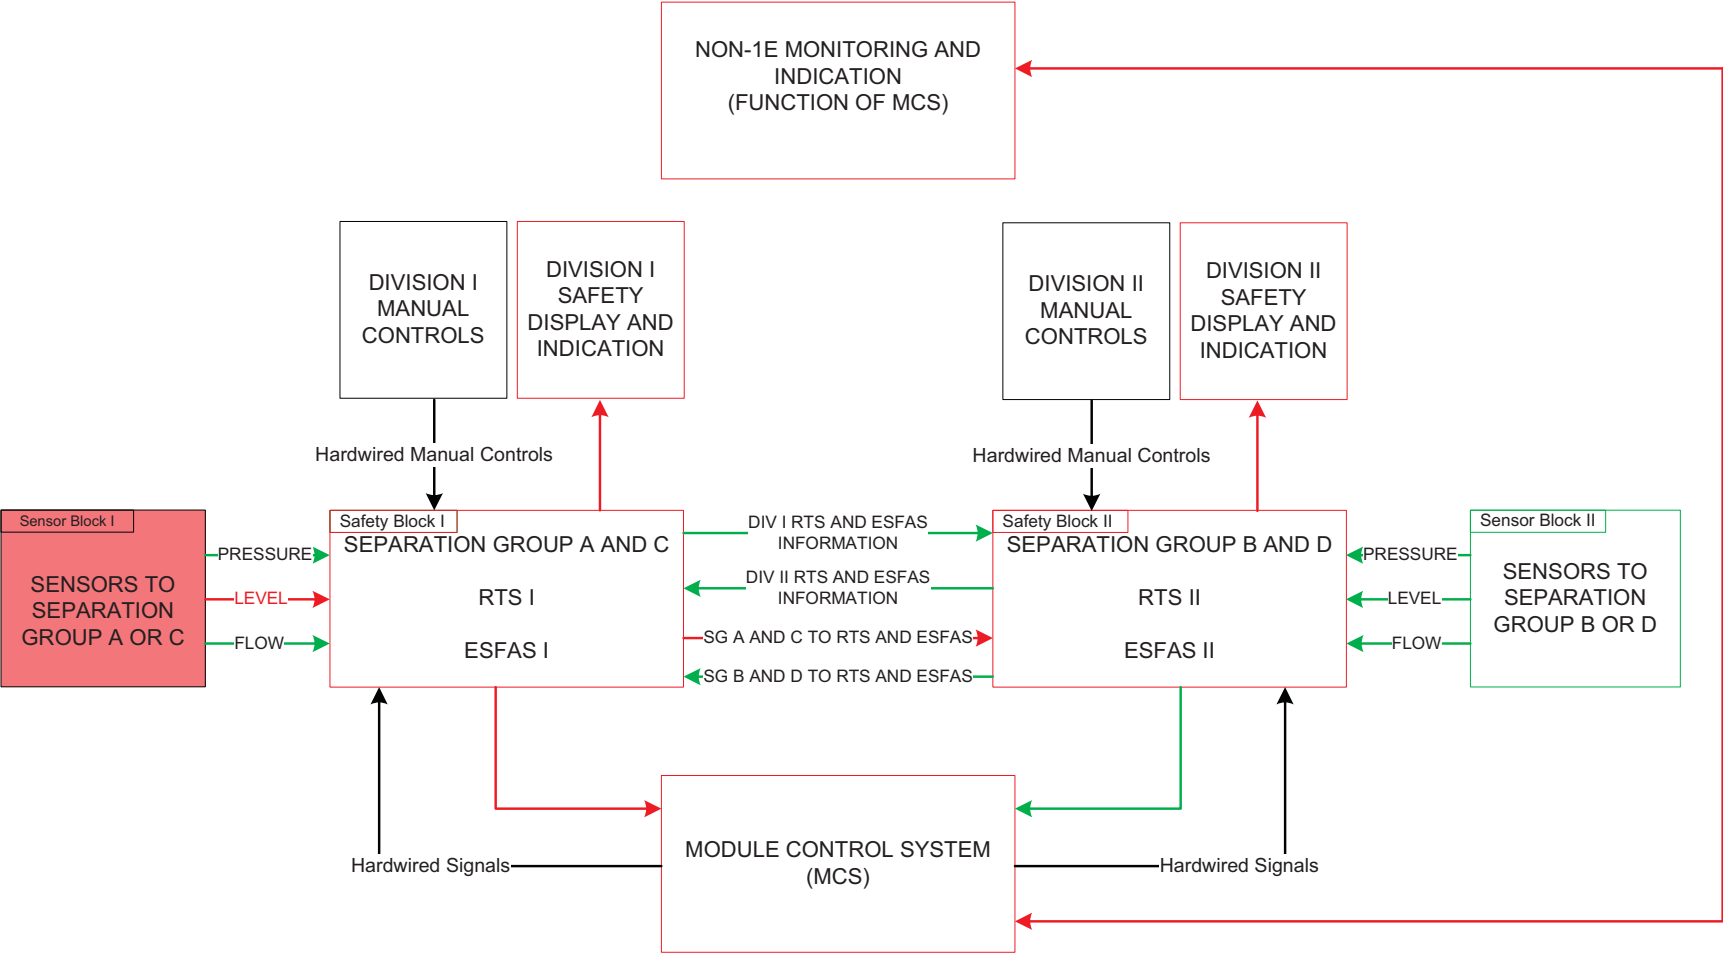 NON-1E MONITORING AND
INDICATION
(FUNCTION OF MCS)
DIVISION I
MANUAL
CONTROLS
DIVISION I
SAFETY
DISPLAY AND
INDICATION
DIVISION II
MANUAL
CONTROLS
DIVISION II
SAFETY
DISPLAY AND
INDICATION
Hardwired Manual Controls
Hardwired Manual Controls
Sensor Block I
SENSORS TO
SEPARATION
GROUP A OR C
PRESSURE
LEVEL
FLOW
Safety Block I
SEPARATION GROUP A AND C
RTS I
ESFAS I
DIV I RTS AND ESFAS
INFORMATION
DIV II RTS AND ESFAS
INFORMATION
SG A AND C TO RTS AND ESFAS
SG B AND D TO RTS AND ESFAS
Safety Block II
SEPARATION GROUP B AND D
RTS II
ESFAS II
PRESSURE
LEVEL
FLOW
Sensor Block II
SENSORS TO
SEPARATION
GROUP B OR D
Hardwired Signals
MODULE CONTROL SYSTEM
(MCS)
Hardwired Signals